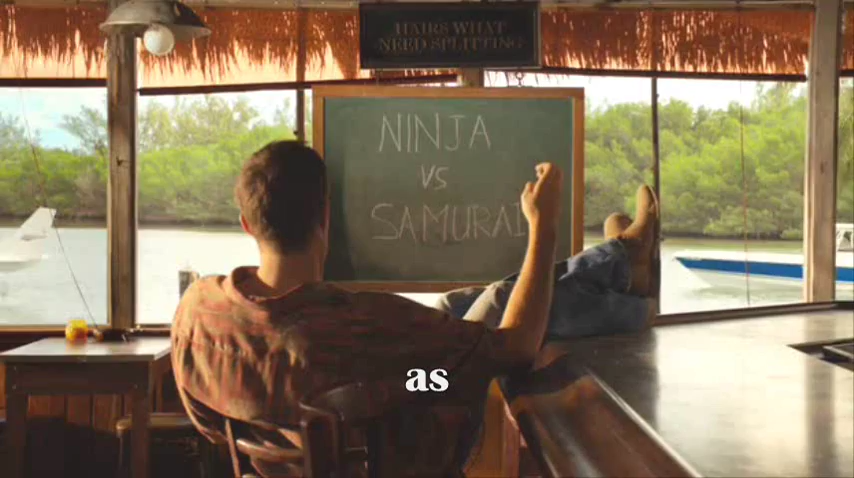 HAIRS WHAT
NEED SPLITTING
NINJA
VS
SAMURAI
as